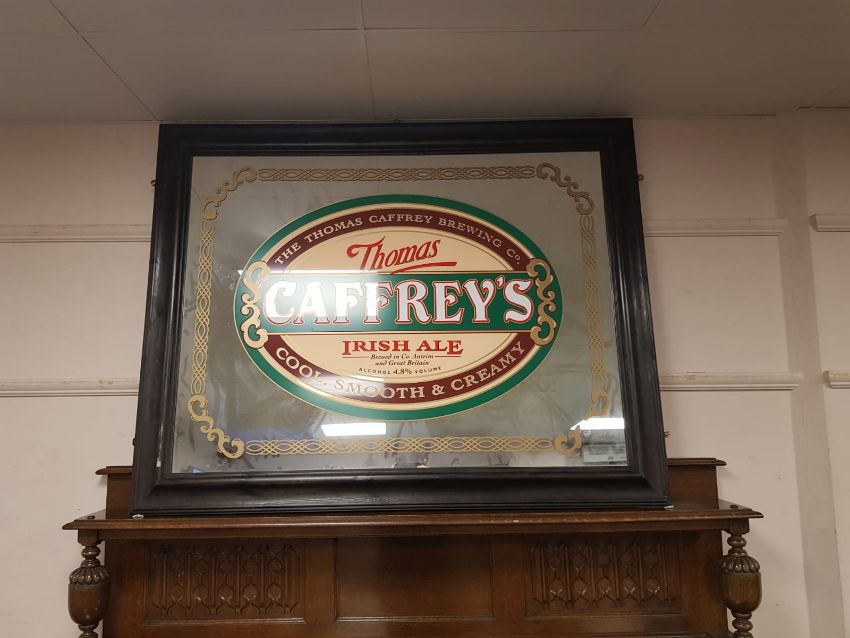 THE THOMAS CAFFREY BREWING Co.
Thomas
CAFFREY'S
IRISH ALE
Brewed in Co. Antrim
and Great Britain
ALCOHOL 4.8% VOLUME
COOL, SMOOTH & CREAMY